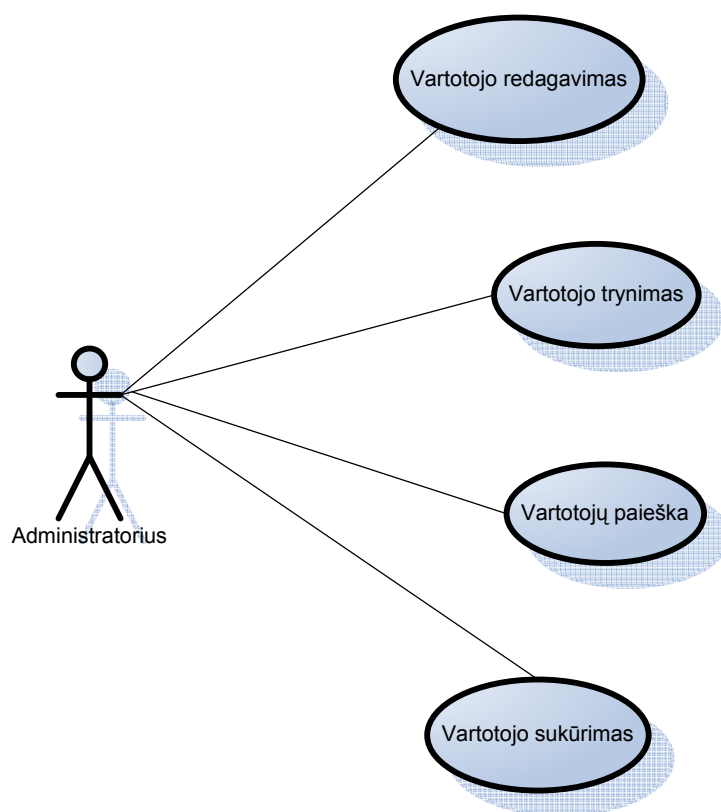 Vartotojo redagavimas
Vartotojo trynimas
Administratorius
Vartotojų paieška
Vartotojo sukūrimas